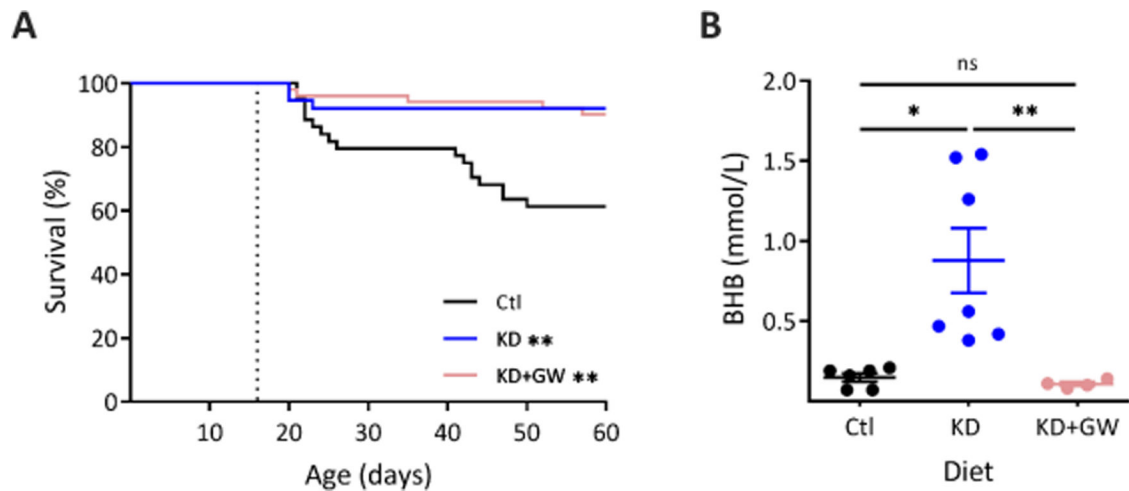 A
Survival (%)
100
80
60
40
20
0
10 20 30 40 50 60
Age (days)
Ctl
KD **
KD+GW **
B
BHB (mmol/L)
2.0
1.5
1.0
0.5
ns
* **
Ctl KD KD+GW
Diet